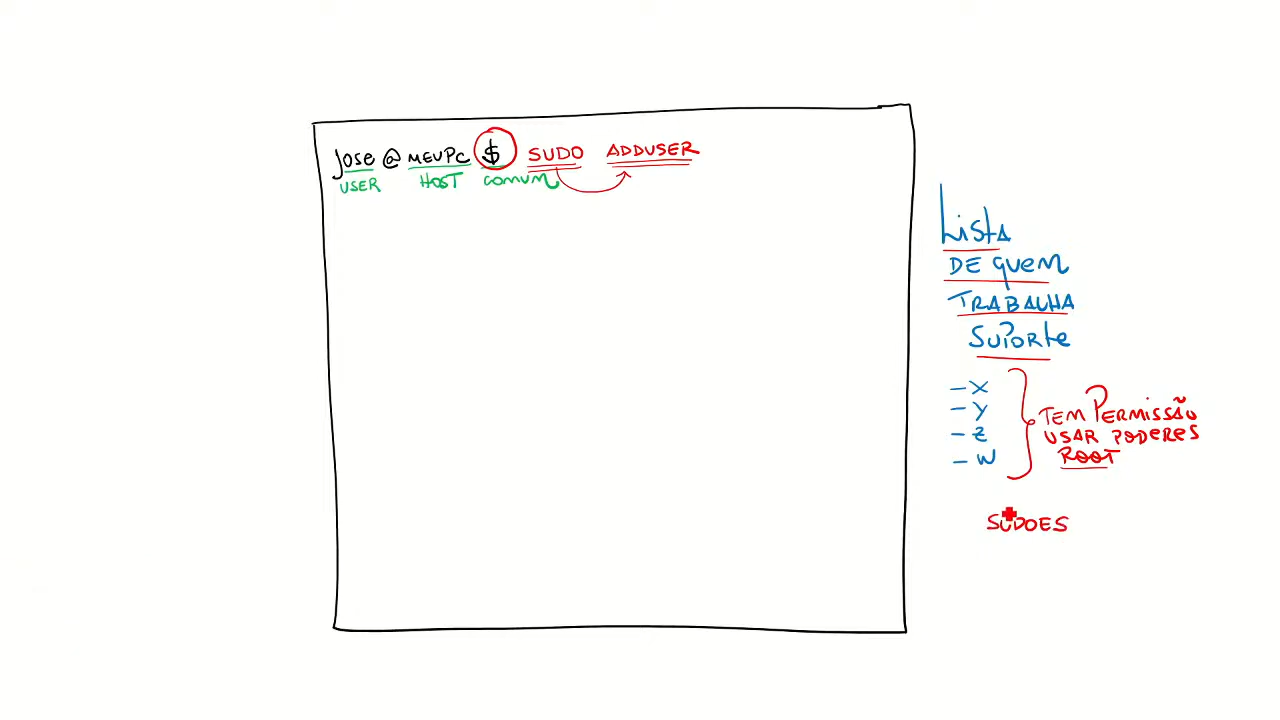 jose @ MEUPC $ SUDO ADDUSER
USER HOST COMUM
Lista
DE quem
TRABALHA
SUPORTE
- X
- Y
- Z
- W
TEM PERMISSÃO
USAR PODERES
ROOT
SUDOES